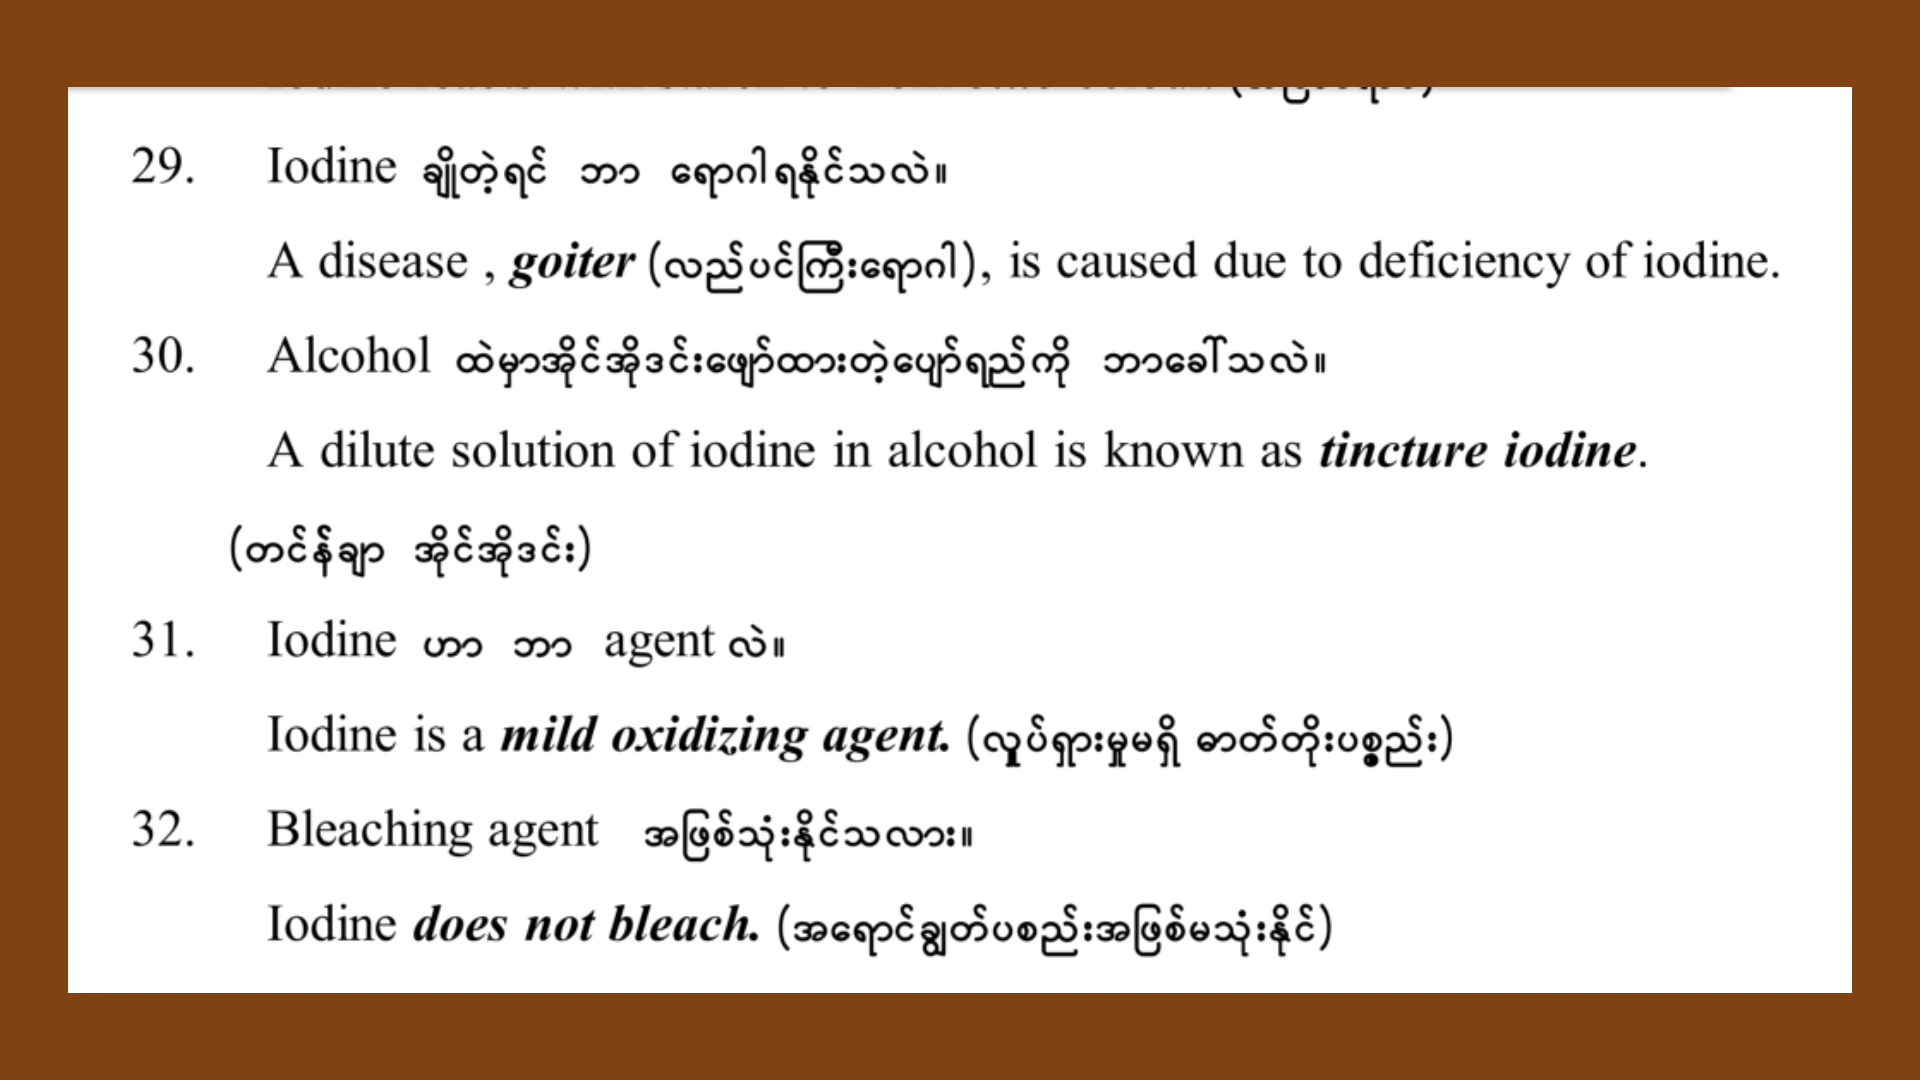 29. Iodine ချို့တဲ့ရင် ဘာ ရောဂါရနိုင်သလဲ။
A disease , goiter (လည်ပင်ကြီးရောဂါ), is caused due to deficiency of iodine.
30. Alcohol ထဲမှာအိုင်အိုဒင်းဖျော်ထားတဲ့ပျော်ရည်ကို ဘာခေါ်သလဲ။
A dilute solution of iodine in alcohol is known as tincture iodine.
(တင်န်ချာ အိုင်အိုဒင်း)
31. Iodine ဟာ ဘာ agent လဲ။
Iodine is a mild oxidizing agent. (လှုပ်ရှားမှုမရှိ ဓာတ်တိုးပစ္စည်း)
32. Bleaching agent အဖြစ်သုံးနိုင်သလား။
Iodine does not bleach. (အရောင်ချွတ်ပစည်းအဖြစ်မသုံးနိုင်)